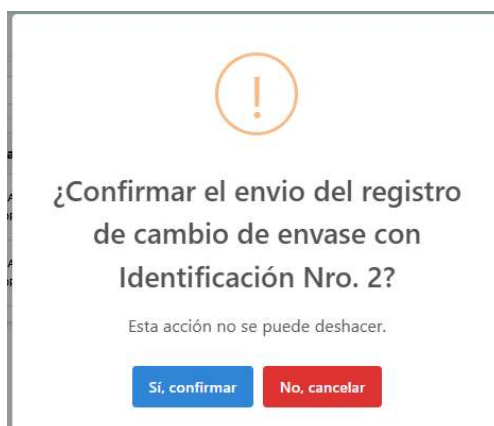 ¿Confirmar el envio del registro
de cambio de envase con
Identificación Nro. 2?
Esta acción no se puede deshacer.
Sí, confirmar No, cancelar